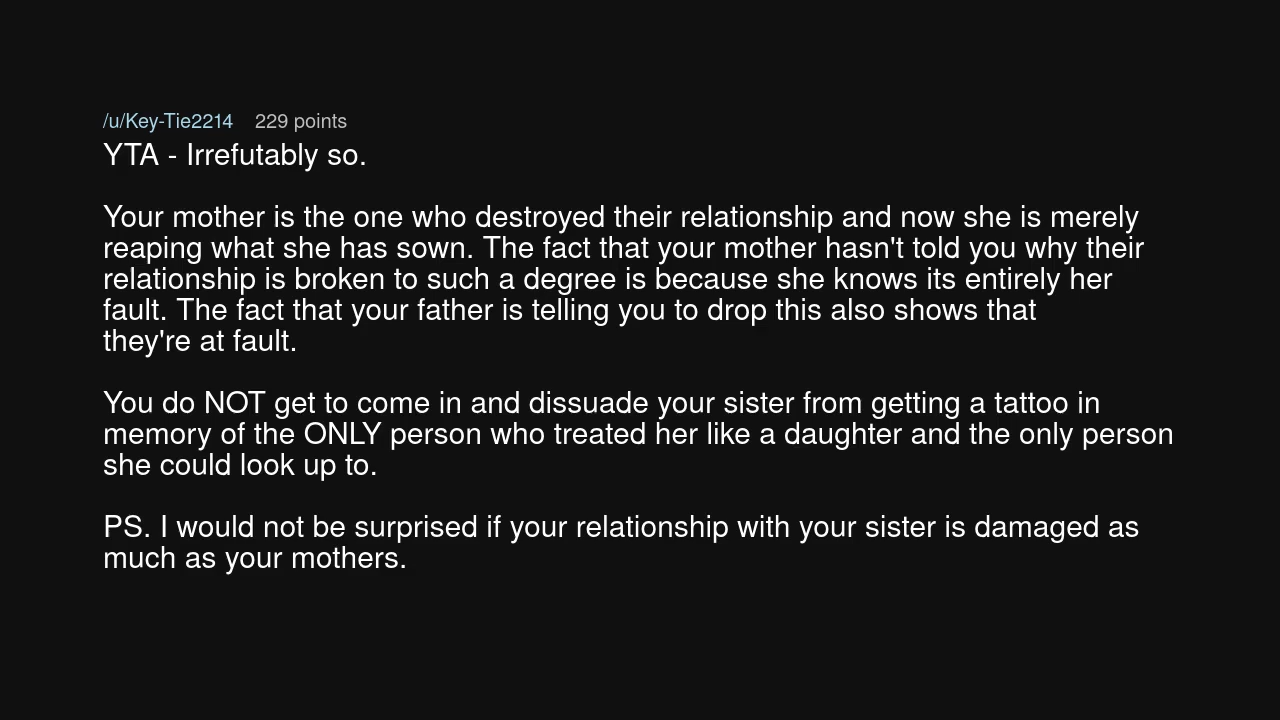 /u/Key-Tie2214 229 points
YTA - Irrefutably so.
Your mother is the one who destroyed their relationship and now she is merely
reaping what she has sown. The fact that your mother hasn't told you why their
relationship is broken to such a degree is because she knows its entirely her
fault. The fact that your father is telling you to drop this also shows that
they're at fault.
You do NOT get to come in and dissuade your sister from getting a tattoo in
memory of the ONLY person who treated her like a daughter and the only person
she could look up to.
PS. I would not be surprised if your relationship with your sister is damaged as
much as your mothers.